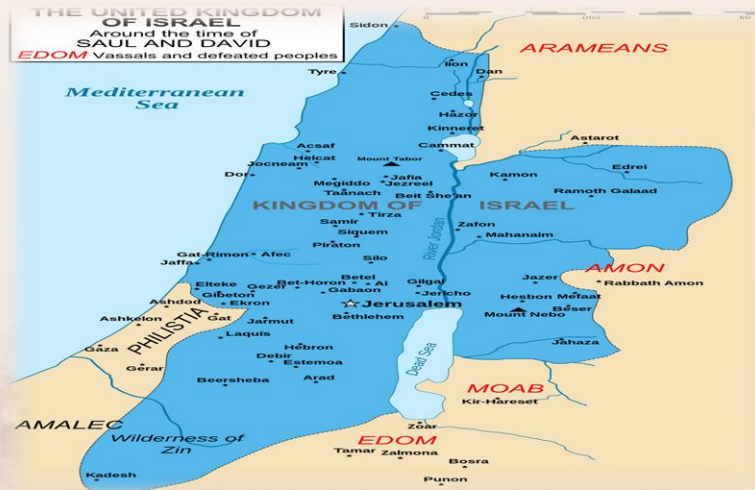 THE UNITED KINGDOM
OF ISRAEL
Around the time of
SAUL AND DAVID
EDOM Vassals and defeated peoples
0 (mi) 60
Sidon
ARAMEANS
Ilon
Tyre
Dan
Mediterranean
Sea
Cedes
Hazor
Kinneret
Astarot
Acsaf
Cammat
Helcat
Mount Tabor
Jocneam
Edrei
Dor
Jafia
Kamon
Megiddo
Jezreel
Taanach
Beit She'an
Ramoth Galaad
KINGDOM OF ISRAEL
Tirza
Samir
Zafon
Siquem
Mahanaim
Piraton
River Jordan
Gat-Rimon
Afec
Silo
Jaffa
AMON
Betel
Jazer
Rabbath Amon
Elteke
Gezer
Bet-Horon
Ai
Gilgal
Gibeton
Gabaon
Jericho
Hesbon
Mefaat
Ashdod
Ekron
Jerusalem
Beser
Ashkelon
Gat
Jarmut
Bethlehem
Mount Nebo
PHILISTIA
Laquis
Jahaza
Gaza
Hebron
Debir
Dead Sea
Gerar
Estemoa
Beersheba
Arad
MOAB
Kir-Hareset
AMALEC
Zoar
Wilderness of
Zin
EDOM
Tamar
Zalmona
Bosra
Kadesh
Punon